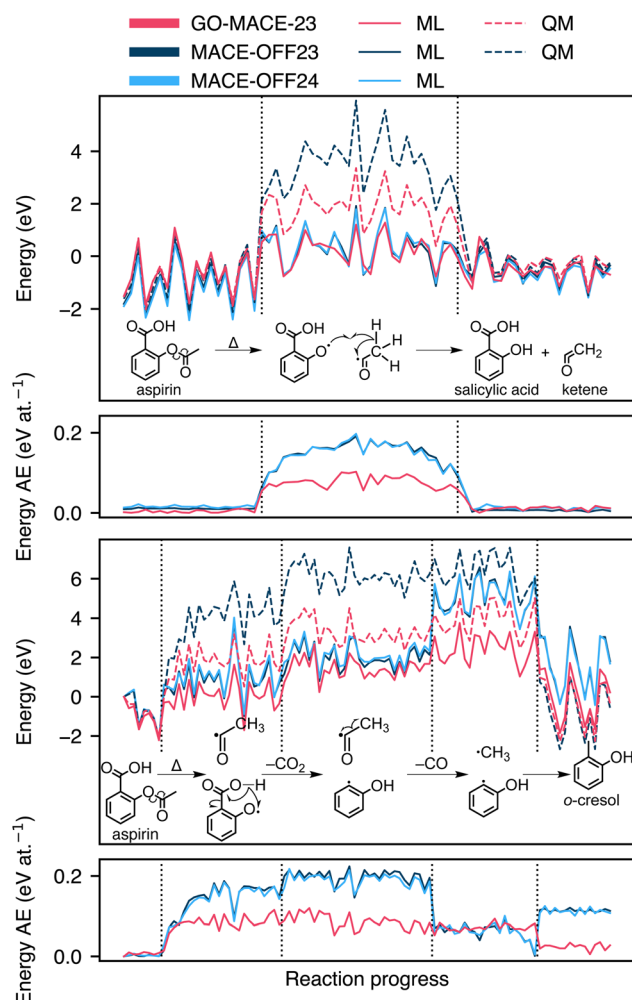 GO-MACE-23 ML QM
MACE-OFF23 ML QM
MACE-OFF24 ML
Energy (eV)
4
2
0
−2
OH
O
O
O
aspirin
Δ
OH
O
O•
H
C
H
H
O
OH
O
OH
salicylic acid
+
CH₂
O
ketene
Energy AE (eV at.⁻¹)
0.2
0.0
Energy (eV)
6
4
2
0
−2
OH
O
O
O
aspirin
Δ
CH₃
O
O
O
H
O•
−CO₂
CH₃
O
OH
−CO
•CH₃
OH
OH
o-cresol
Energy AE (eV at.⁻¹)
0.2
0.0
Reaction progress